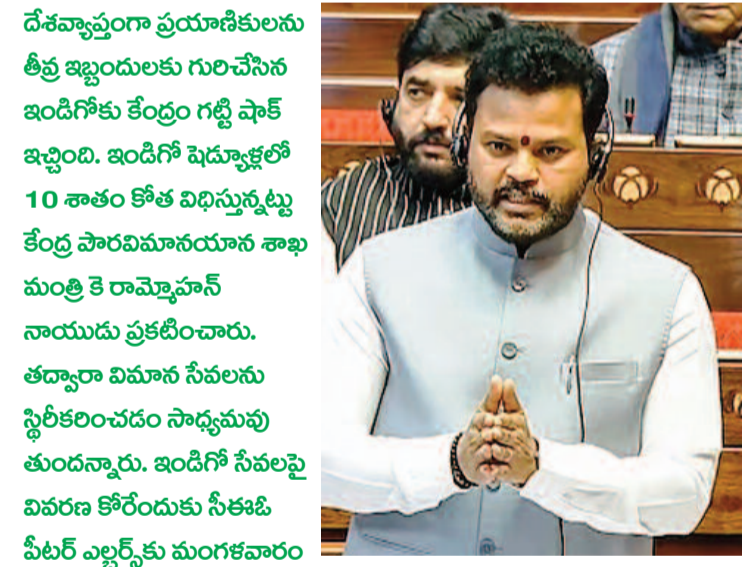 దేశవ్యాప్తంగా ప్రయాణికులను
తీవ్ర ఇబ్బందులకు గురిచేసిన
ఇండిగోకు కేంద్రం గట్టి షాక్
ఇచ్చింది. ఇండిగో షెడ్యూళ్లలో
10 శాతం కోత విధిస్తున్నట్టు
కేంద్ర పౌరవిమానయాన శాఖ
మంత్రి కె రామ్మోహన్
నాయుడు ప్రకటించారు.
తద్వారా విమాన సేవలను
స్థిరీకరించడం సాధ్యమవు
తుందన్నారు. ఇండిగో సేవలపై
వివరణ కోరేందుకు సీఈఓ
పీటర్ ఎల్బర్స్‌కు మంగళవారం